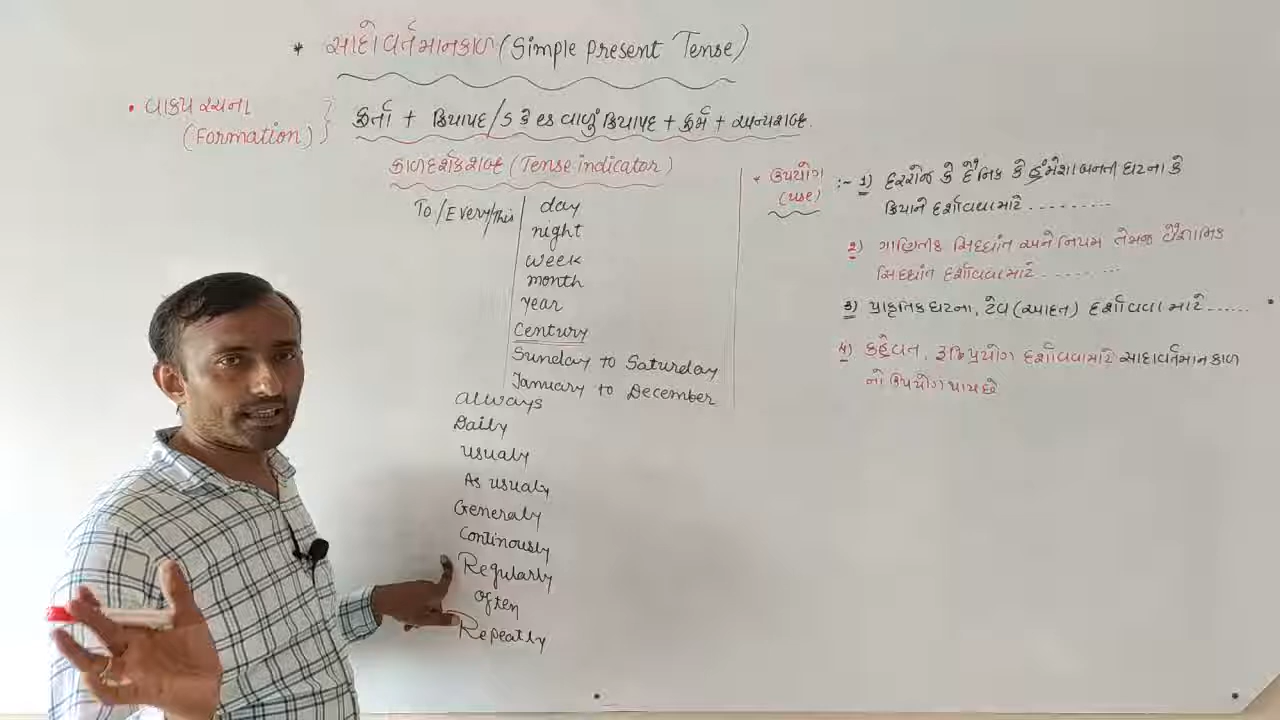 * સાદો વર્તમાનકાળ (Simple Present Tense)
• વાક્ય રચના
(Formation)
કર્તા + ક્રિયાપદ/S કે es વાળું ક્રિયાપદ + કર્મ + અન્યશબ્દ.
કાળદર્શકશબ્દ (Tense indicator)
To/Every/This
day
night
week
month
year
Century
Sunday to Saturday
January to December
always
Daily
usualy
As usualy
Generaly
Continously
Regularly
often
Repeatly
* ઉપયોગ
(use)
:- 1) દરરોજ કે દૈનિક કે હંમેશા બનતી ઘટના કે
ક્રિયાને દર્શાવવા માટે .........
2) ગાણિતીક સિદ્ધાંત અને નિયમ તેમજ વૈજ્ઞાનિક
સિદ્ધાંત દર્શાવવા માટે .........
3) પ્રાકૃતિક ઘટના, ટેવ (આદત) દર્શાવવા માટે ......
4) કહેવત, રૂઢિપ્રયોગ દર્શાવવા માટે સાદાવર્તમાન કાળ
નો ઉપયોગ થાય છે